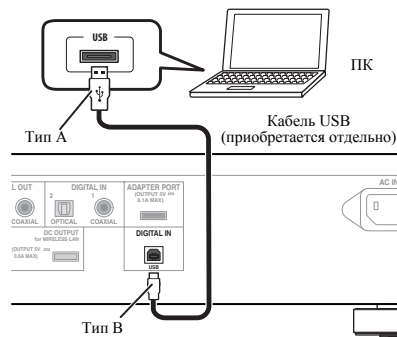 USB
ПК
Тип A
Кабель USB
(приобретается отдельно)
L OUT
DIGITAL IN
ADAPTER PORT
(OUTPUT 5V
0.1A MAX)
AC IN
2
1
COAXIAL
OPTICAL
COAXIAL
DC OUTPUT
for WIRELESS LAN
(OUTPUT 5V
0.6A MAX)
DIGITAL IN
USB
Тип B